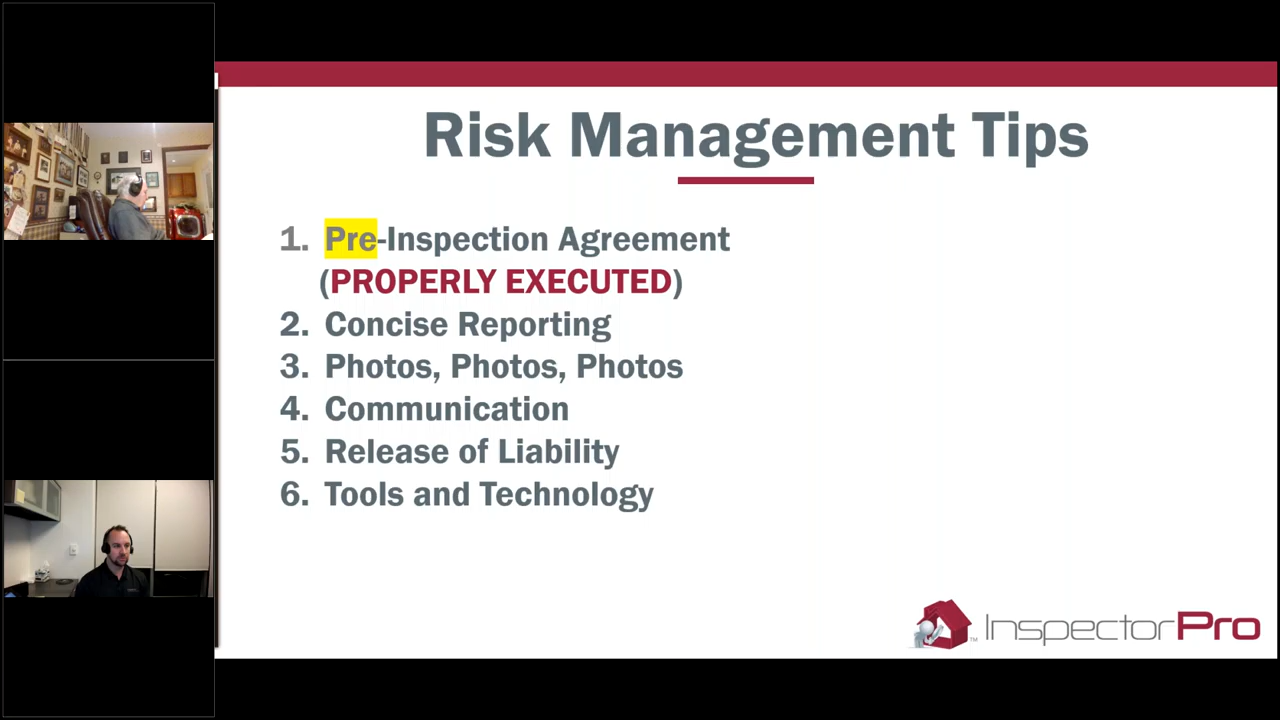 Risk Management Tips
1. Pre-Inspection Agreement
(PROPERLY EXECUTED)
2. Concise Reporting
3. Photos, Photos, Photos
4. Communication
5. Release of Liability
6. Tools and Technology
InspectorPro
TM